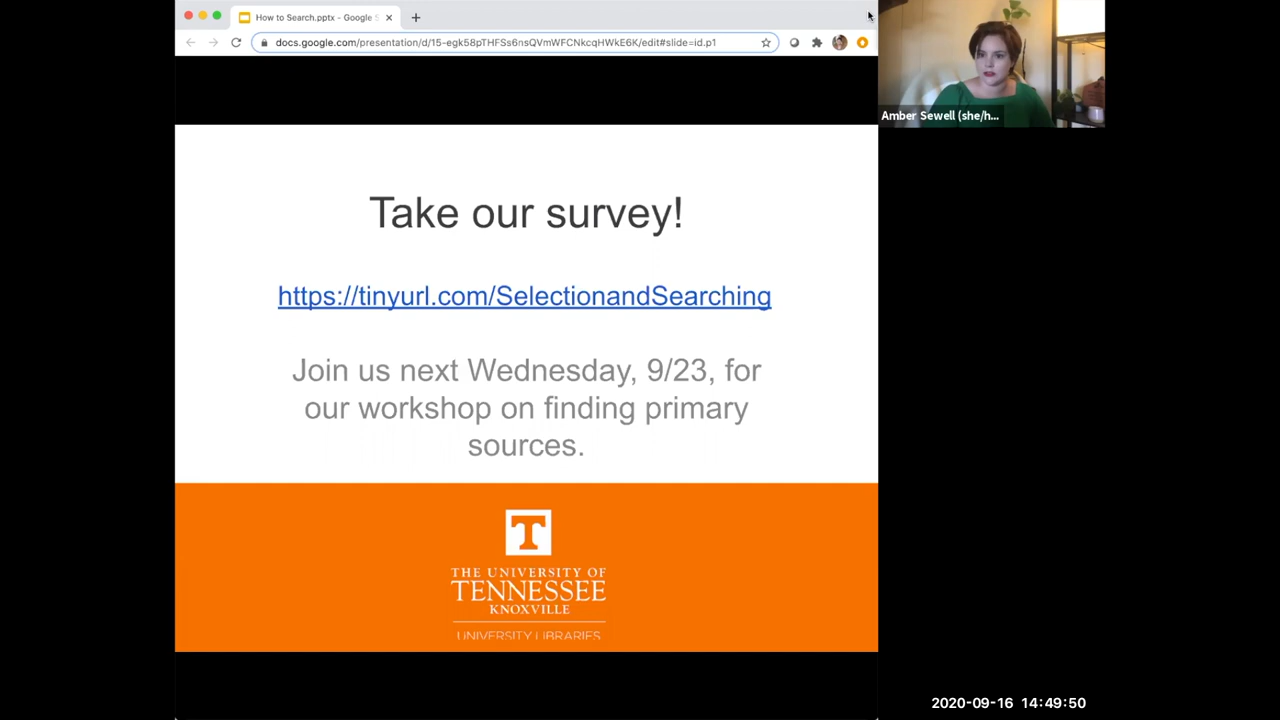 How to Search.pptx - Google S
docs.google.com/presentation/d/15-egk58pTHFSs6nsQVmWFCNkcqHWkE6K/edit#slide=id.p1
Amber Sewell (she/h...
Take our survey!
https://tinyurl.com/SelectionandSearching
Join us next Wednesday, 9/23, for
our workshop on finding primary
sources.
T
THE UNIVERSITY OF
TENNESSEE
KNOXVILLE
UNIVERSITY LIBRARIES
2020-09-16 14:49:50